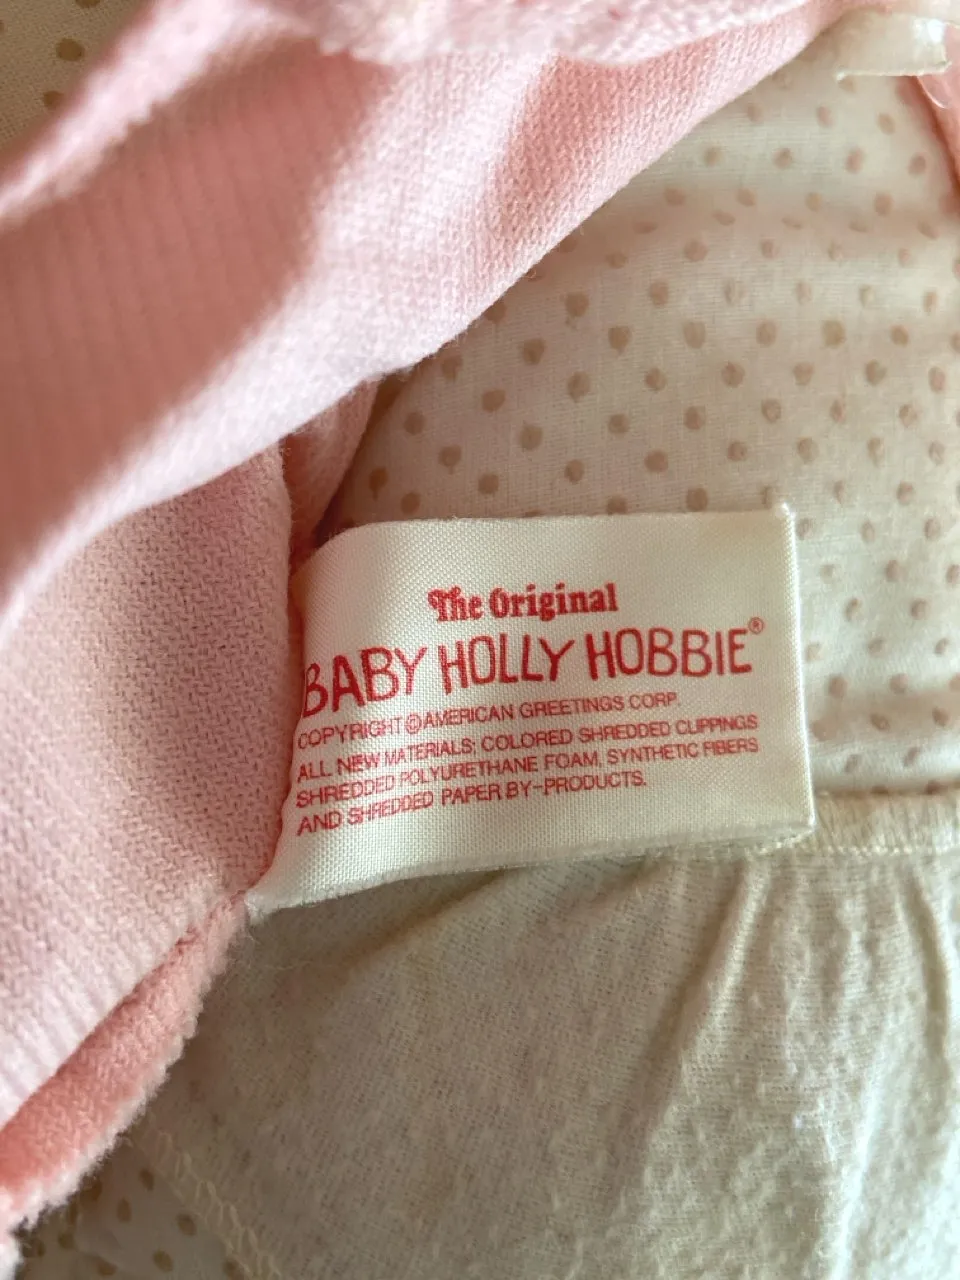 The Original
BABY HOLLY HOBBIE®
COPYRIGHT © AMERICAN GREETINGS CORP.
ALL NEW MATERIALS: COLORED SHREDDED CLIPPINGS
SHREDDED POLYURETHANE FOAM, SYNTHETIC FIBERS
AND SHREDDED PAPER BY-PRODUCTS.